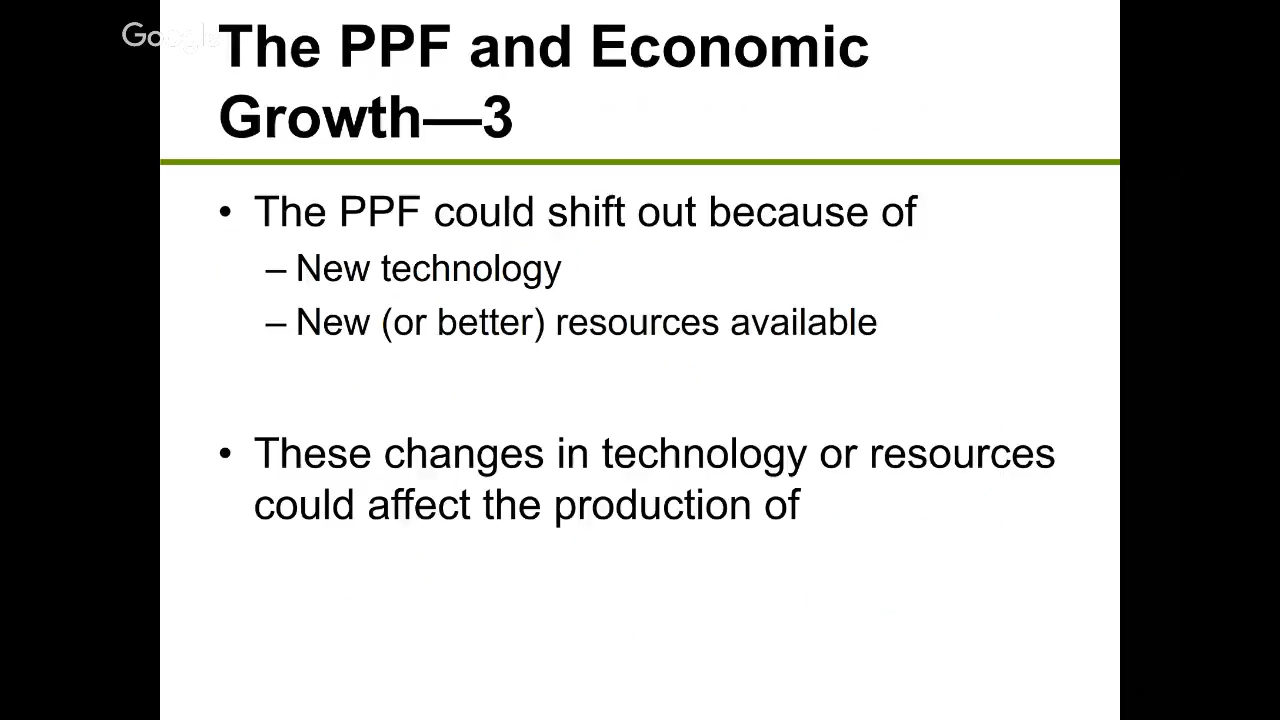 Google
The PPF and Economic
Growth—3
• The PPF could shift out because of
– New technology
– New (or better) resources available
• These changes in technology or resources
could affect the production of